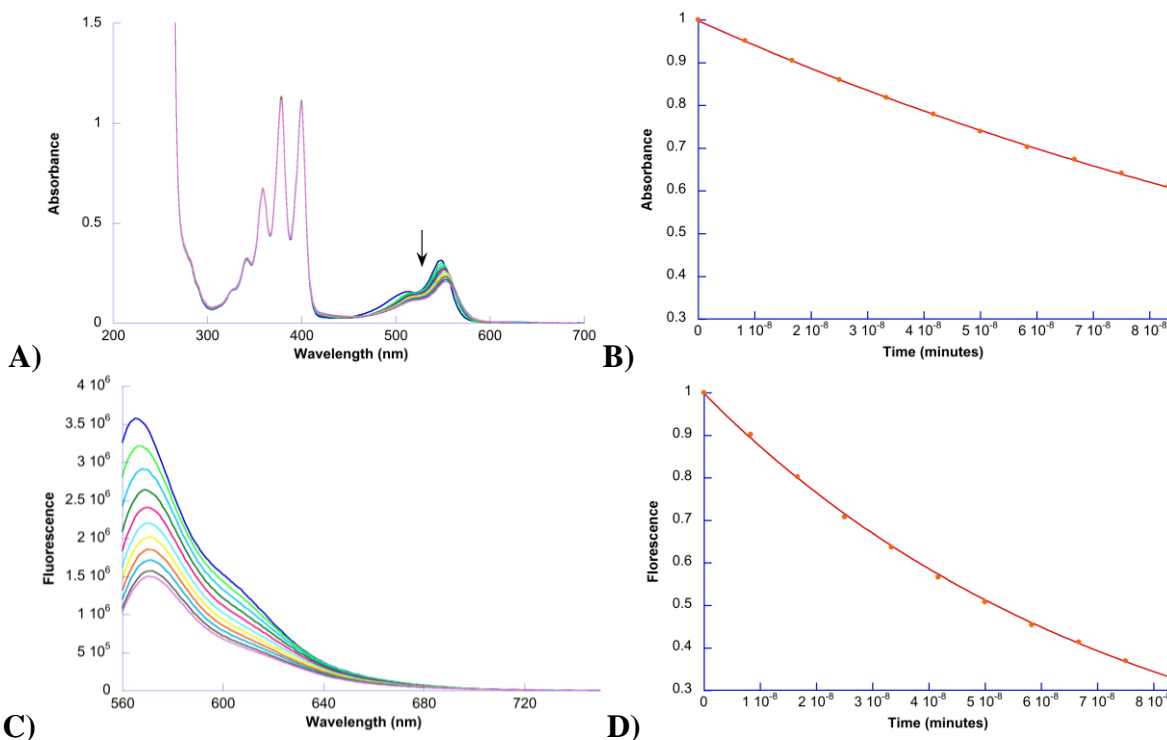 1.5
1
0.5
0
Absorbance
200 300 400 500 600 700
Wavelength (nm)
A)
1
0.9
0.8
0.7
0.6
0.5
0.4
0.3
Absorbance
0 1 10⁻⁸ 2 10⁻⁸ 3 10⁻⁸ 4 10⁻⁸ 5 10⁻⁸ 6 10⁻⁸ 7 10⁻⁸ 8 10⁻⁸
Time (minutes)
B)
4 10⁶
3.5 10⁶
3 10⁶
2.5 10⁶
2 10⁶
1.5 10⁶
1 10⁶
5 10⁵
0
Fluorescence
560 600 640 680 720
Wavelength (nm)
C)
1
0.9
0.8
0.7
0.6
0.5
0.4
0.3
Florescence
0 1 10⁻⁸ 2 10⁻⁸ 3 10⁻⁸ 4 10⁻⁸ 5 10⁻⁸ 6 10⁻⁸ 7 10⁻⁸
Time (minutes)
D)